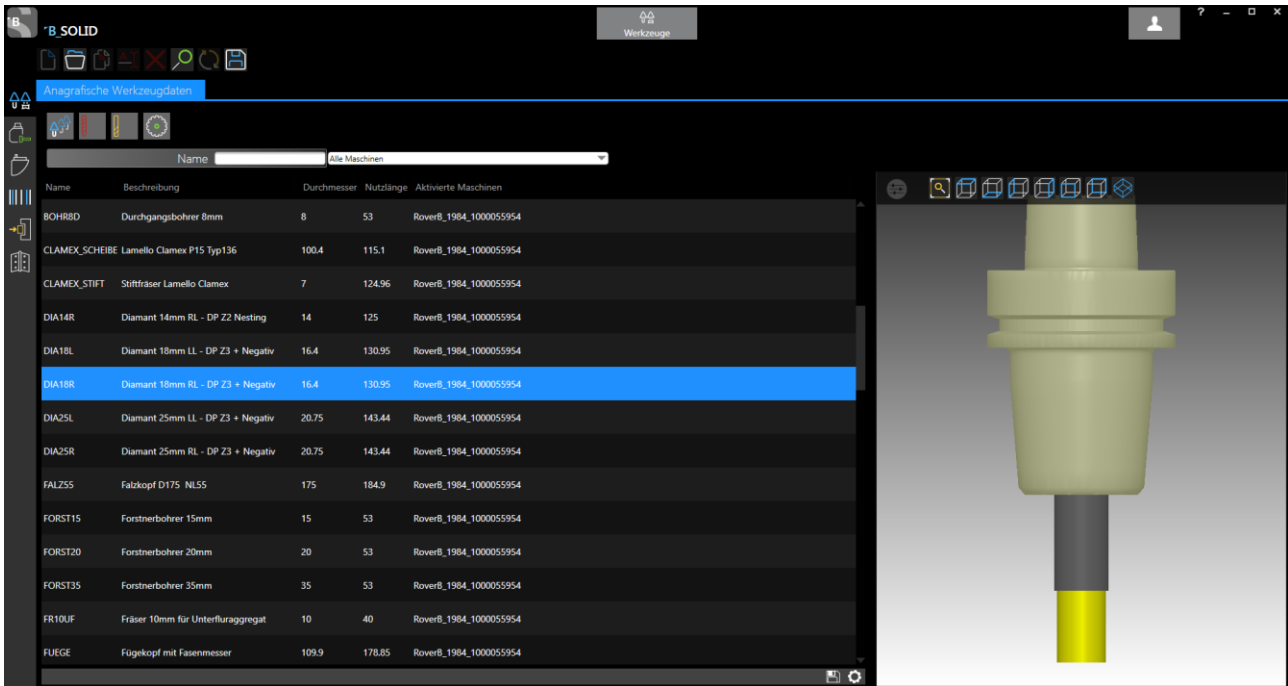 B_SOLID
Werkzeuge
?
Anagrafische Werkzeugdaten
Name
Alle Maschinen
Name Beschreibung Durchmesser Nutzlänge Aktivierte Maschinen
BOHR8D Durchgangsbohrer 8mm 8 53 RoverB_1984_1000055954
CLAMEX_SCHEIBE Lamello Clamex P15 Typ136 100.4 115.1 RoverB_1984_1000055954
CLAMEX_STIFT Stiftfräser Lamello Clamex 7 124.96 RoverB_1984_1000055954
DIA14R Diamant 14mm RL - DP Z2 Nesting 14 125 RoverB_1984_1000055954
DIA18L Diamant 18mm LL - DP Z3 + Negativ 16.4 130.95 RoverB_1984_1000055954
DIA18R Diamant 18mm RL - DP Z3 + Negativ 16.4 130.95 RoverB_1984_1000055954
DIA25L Diamant 25mm LL - DP Z3 + Negativ 20.75 143.44 RoverB_1984_1000055954
DIA25R Diamant 25mm RL - DP Z3 + Negativ 20.75 143.44 RoverB_1984_1000055954
FALZ55 Falzkopf D175 NL55 175 184.9 RoverB_1984_1000055954
FORST15 Forstnerbohrer 15mm 15 53 RoverB_1984_1000055954
FORST20 Forstnerbohrer 20mm 20 53 RoverB_1984_1000055954
FORST35 Forstnerbohrer 35mm 35 53 RoverB_1984_1000055954
FR10UF Fräser 10mm für Unterfluraggregat 10 40 RoverB_1984_1000055954
FUEGE Fügekopf mit Fasenmesser 109.9 178.85 RoverB_1984_1000055954